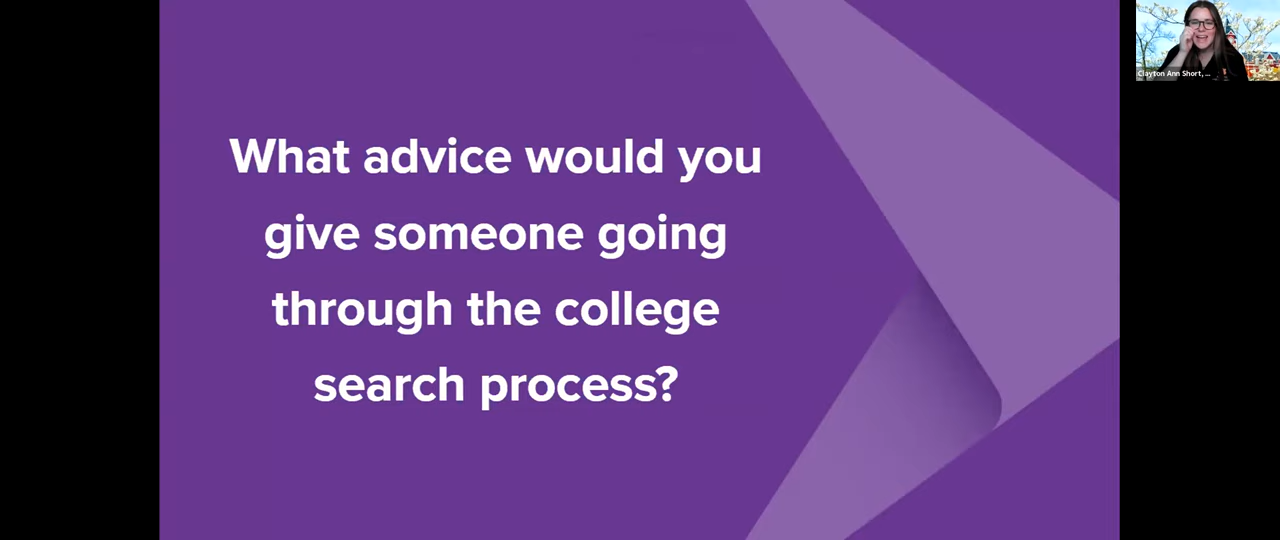 What advice would you
give someone going
through the college
search process?
Clayton Ann Short, ...